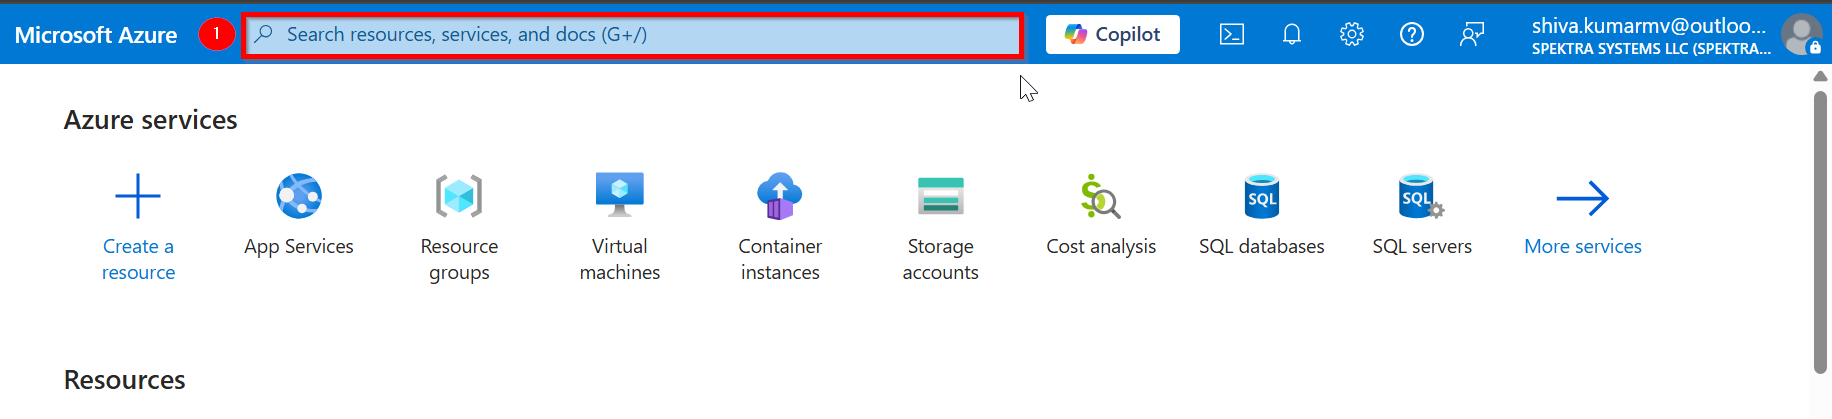 Microsoft Azure
1
Search resources, services, and docs (G+/)
Copilot
shiva.kumarmv@outloo...
SPEKTRA SYSTEMS LLC (SPEKTRA...
Azure services
Create a
resource
App Services
Resource
groups
Virtual
machines
Container
instances
Storage
accounts
Cost analysis
SQL
SQL databases
SQL
SQL servers
More services
Resources